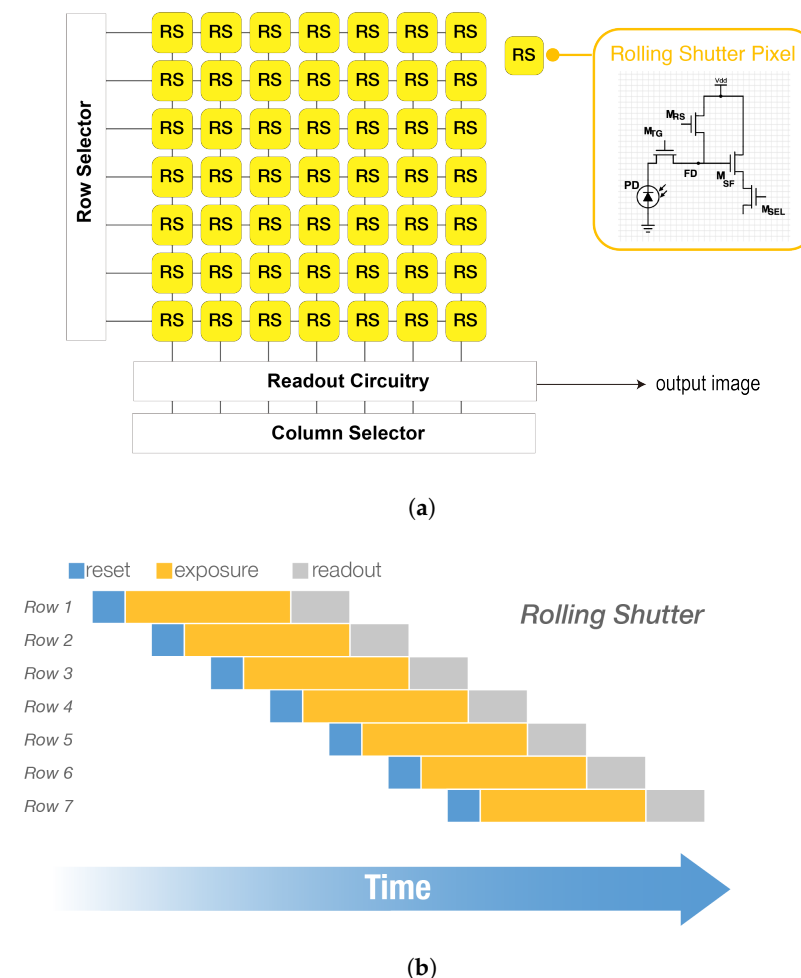 RS RS RS RS RS RS RS
RS RS RS RS RS RS RS
RS RS RS RS RS RS RS
RS RS RS RS RS RS RS
RS RS RS RS RS RS RS
RS RS RS RS RS RS RS
RS RS RS RS RS RS RS
Row Selector
Readout Circuitry
Column Selector
output image
RS
Rolling Shutter Pixel
Vdd
MRS
MTG
FD
MSF
PD
MSEL
(a)
reset exposure readout
Rolling Shutter
Row 1
Row 2
Row 3
Row 4
Row 5
Row 6
Row 7
Time
(b)